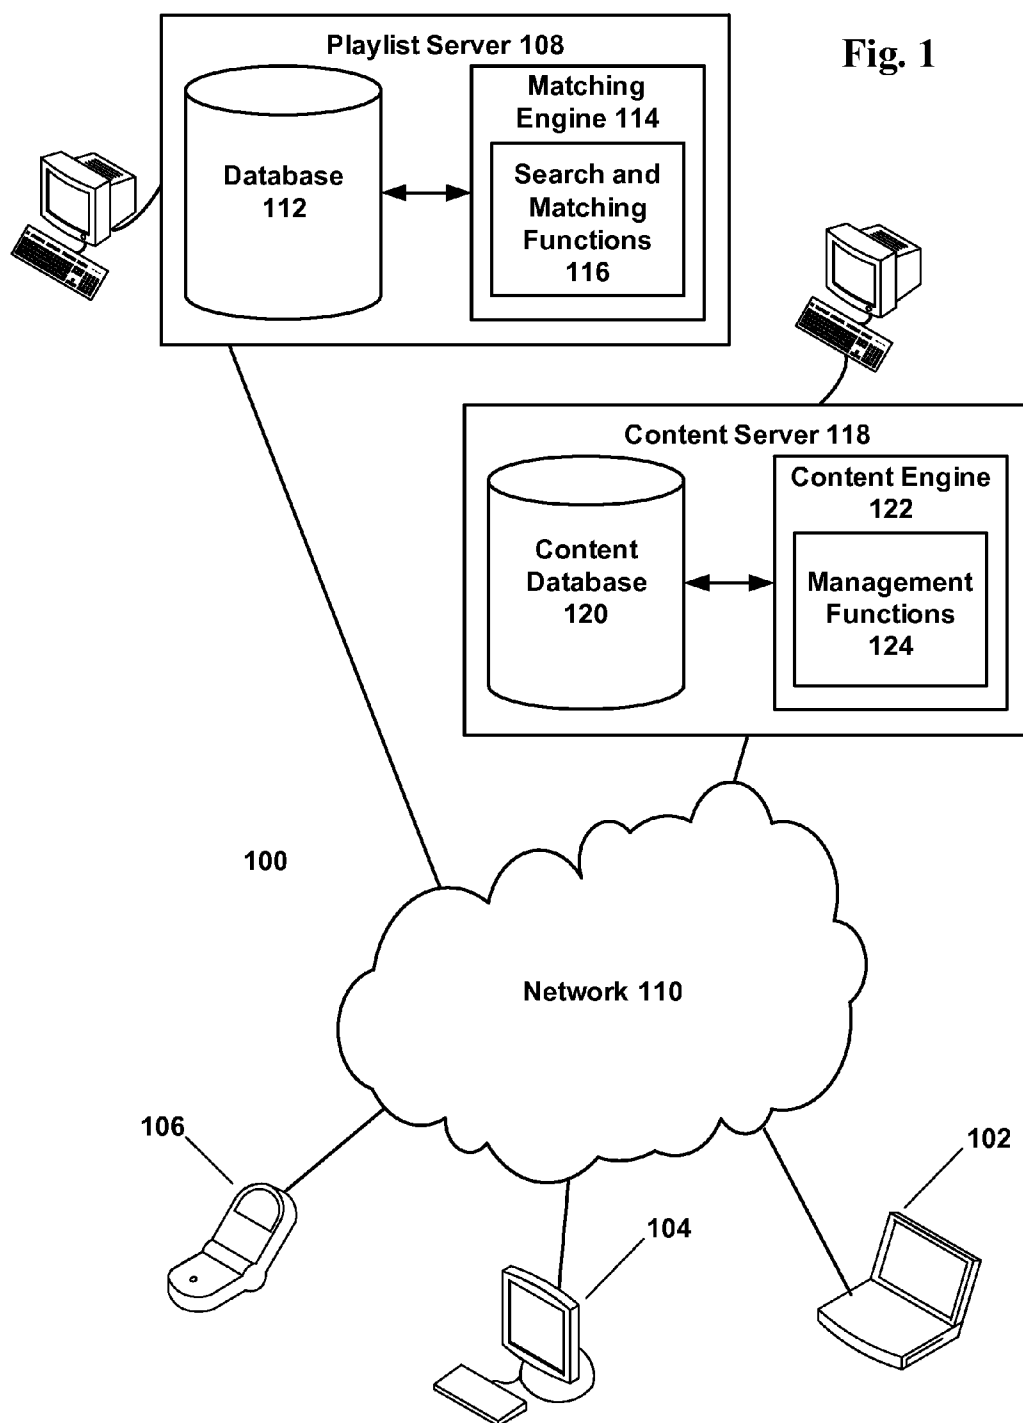 Fig. 1
Playlist Server 108
Database
112
Matching
Engine 114
Search and
Matching
Functions
116
Content Server 118
Content
Database
120
Content Engine
122
Management
Functions
124
100
Network 110
106
104
102